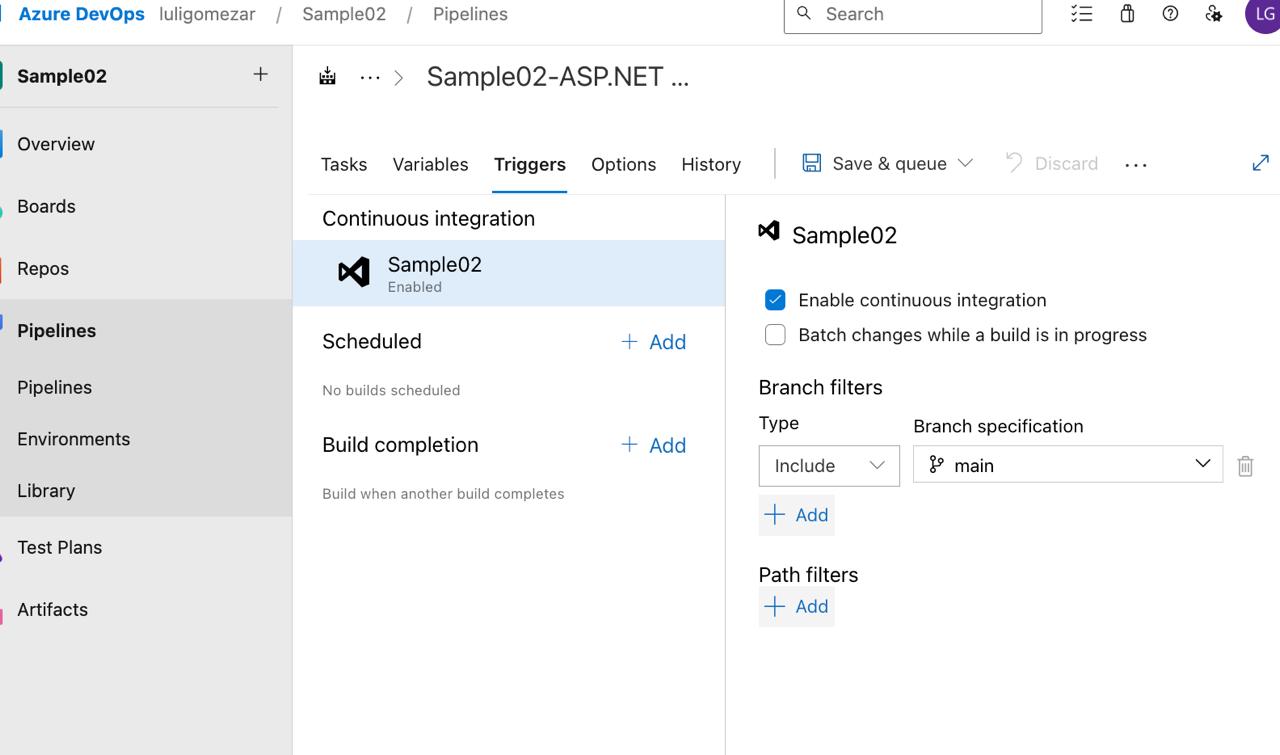 Azure DevOps luligomezar / Sample02 / Pipelines
Search
LG
Sample02
Overview
Boards
Repos
Pipelines
Pipelines
Environments
Library
Test Plans
Artifacts
... > Sample02-ASP.NET ...
Tasks Variables Triggers Options History Save & queue Discard ...
Continuous integration
Sample02
Enabled
Scheduled + Add
No builds scheduled
Build completion + Add
Build when another build completes
Sample02
Enable continuous integration
Batch changes while a build is in progress
Branch filters
Type Branch specification
Include main
+ Add
Path filters
+ Add